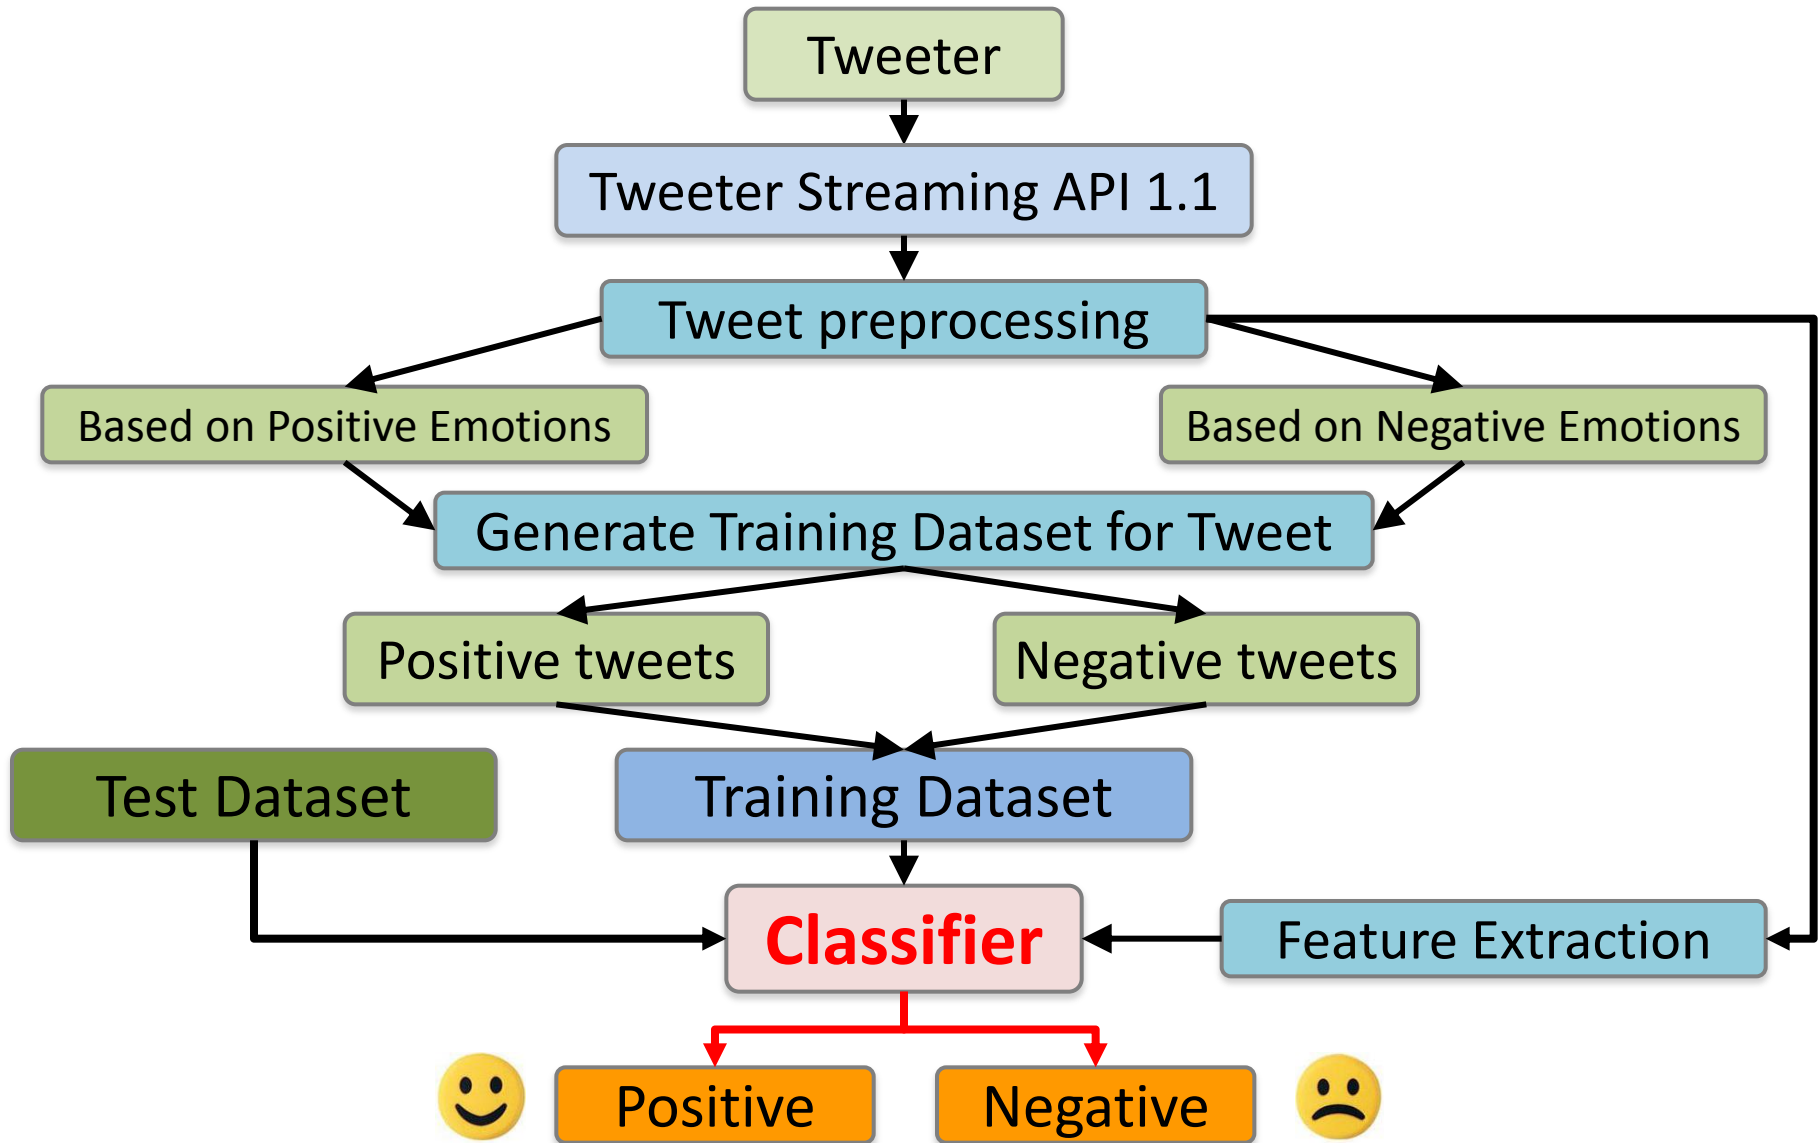 Tweeter
Tweeter Streaming API 1.1
Tweet preprocessing
Based on Positive Emotions
Based on Negative Emotions
Generate Training Dataset for Tweet
Positive tweets
Negative tweets
Test Dataset
Training Dataset
Classifier
Feature Extraction
Positive
Negative